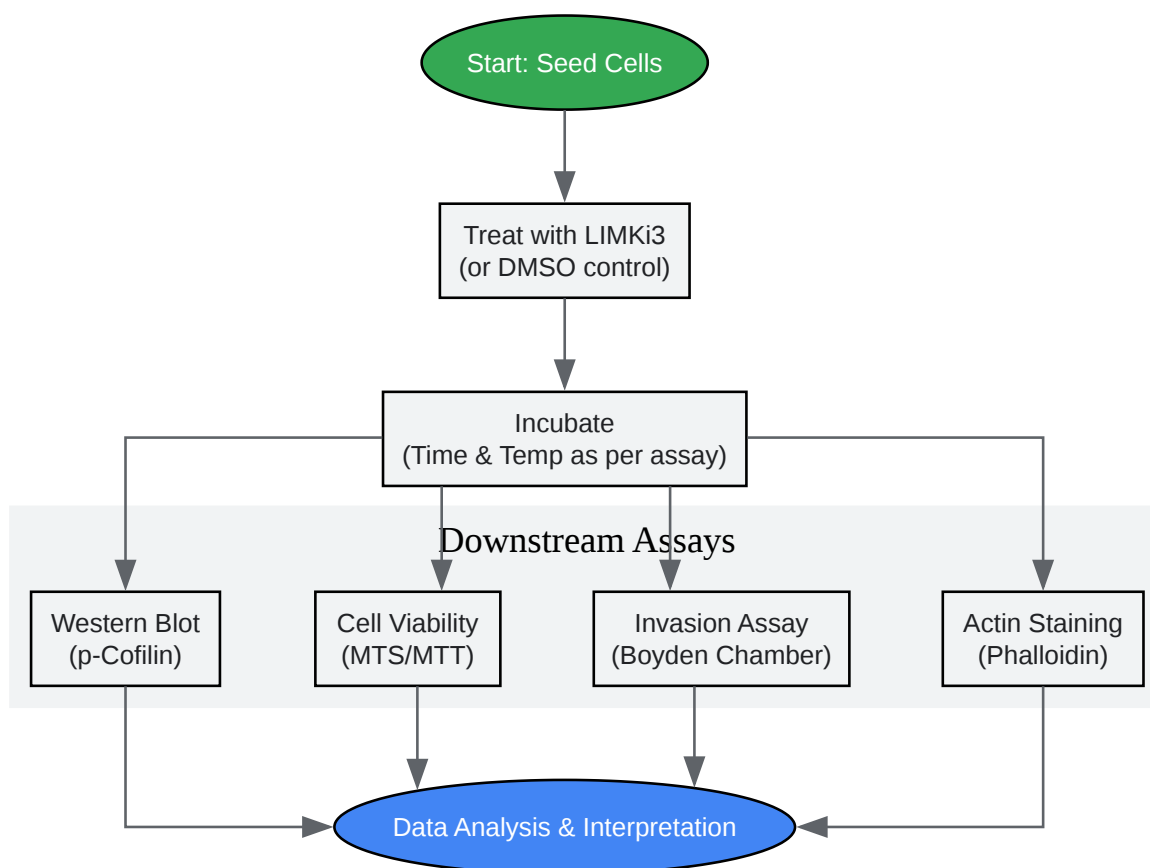 Start: Seed Cells
Treat with LIMKi3
(or DMSO control)
Incubate
(Time & Temp as per assay)
Downstream Assays
Western Blot
(p-Cofilin)
Cell Viability
(MTS/MTT)
Invasion Assay
(Boyden Chamber)
Actin Staining
(Phalloidin)
Data Analysis & Interpretation